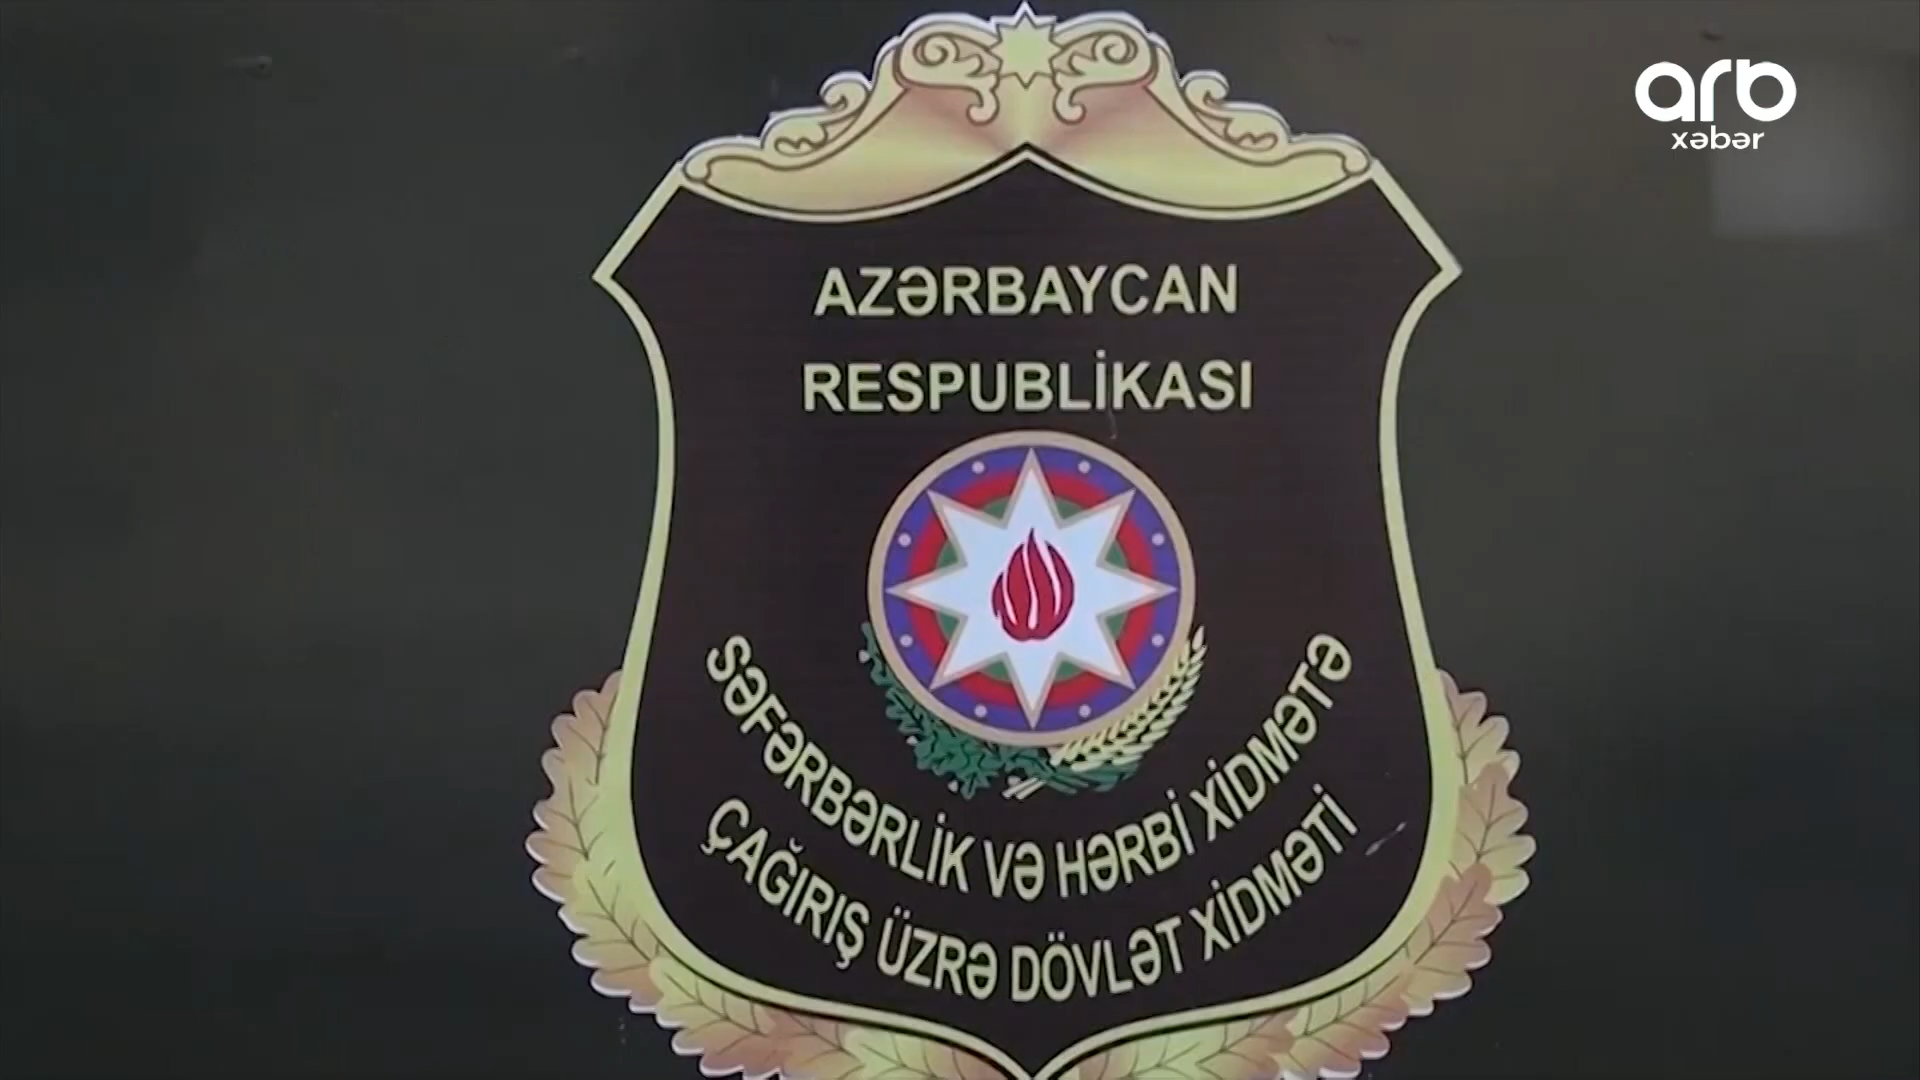 arb
xəbər
AZƏRBAYCAN
RESPUBLİKASI
SƏFƏRBƏRLİK VƏ HƏRBİ XİDMƏTƏ
ÇAĞIRIŞ ÜZRƏ DÖVLƏT XİDMƏTİ